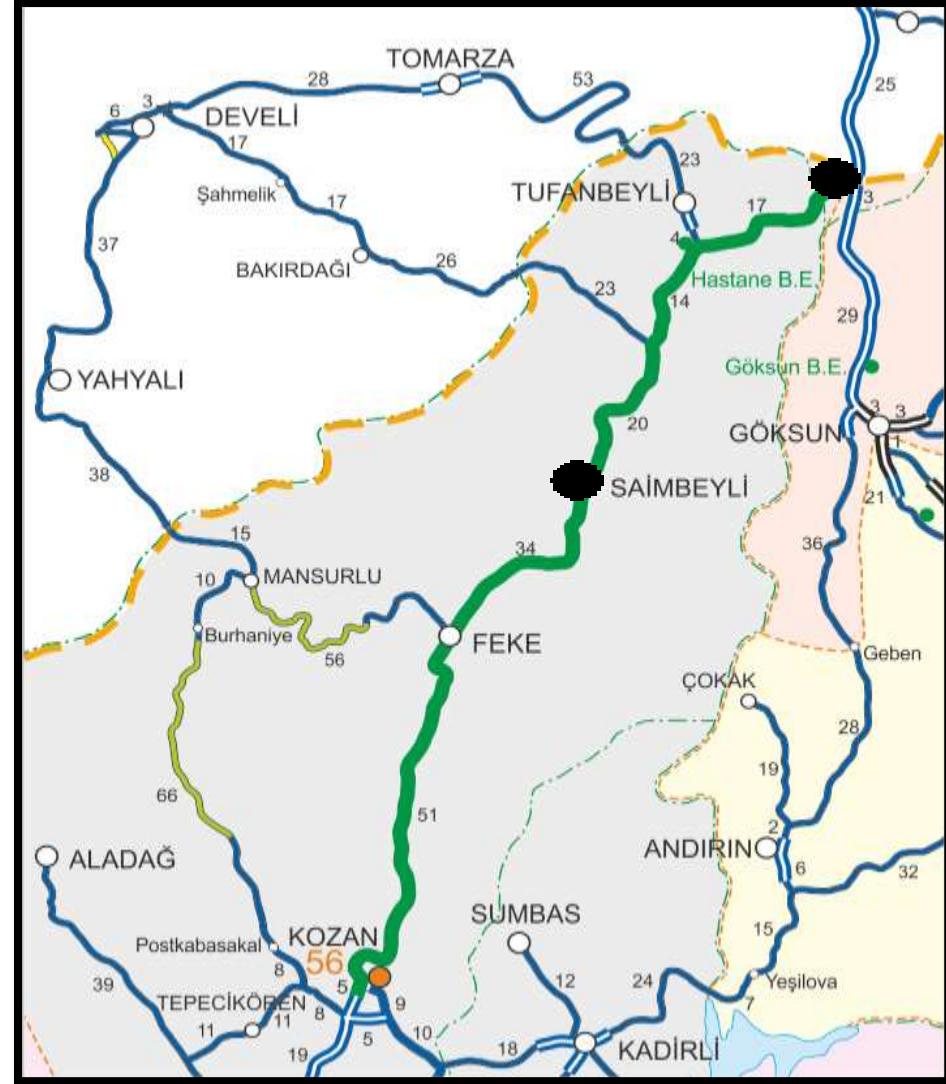 25
TOMARZA
28
53
3
6
DEVELİ
17
23
3
Şahmelik
TUFANBEYLİ
17
17
37
4
BAKIRDAĞI
26
Hastane B.E.
23
14
29
Göksun B.E.
YAHYALI
3
3
20
GÖKSUN
1
38
SAİMBEYLİ
21
15
34
36
10
MANSURLU
Burhaniye
FEKE
56
Geben
ÇOKAK
28
19
66
51
2
ANDIRIN
ALADAĞ
6
32
SUMBAS
15
KOZAN
Postkabasakal
56
8
39
5
12
24
Yeşilova
TEPECİKÖREN
9
7
11
11
8
5
10
18
KADİRLİ
19